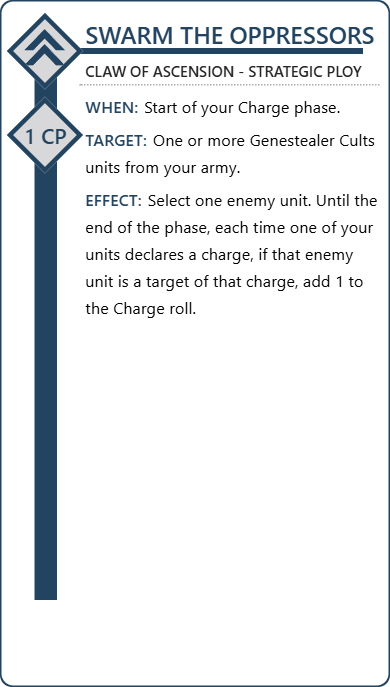 SWARM THE OPPRESSORS
CLAW OF ASCENSION - STRATEGIC PLOY
WHEN: Start of your Charge phase.
1 CP
TARGET: One or more Genestealer Cults
units from your army.
EFFECT: Select one enemy unit. Until the
end of the phase, each time one of your
units declares a charge, if that enemy
unit is a target of that charge, add 1 to
the Charge roll.